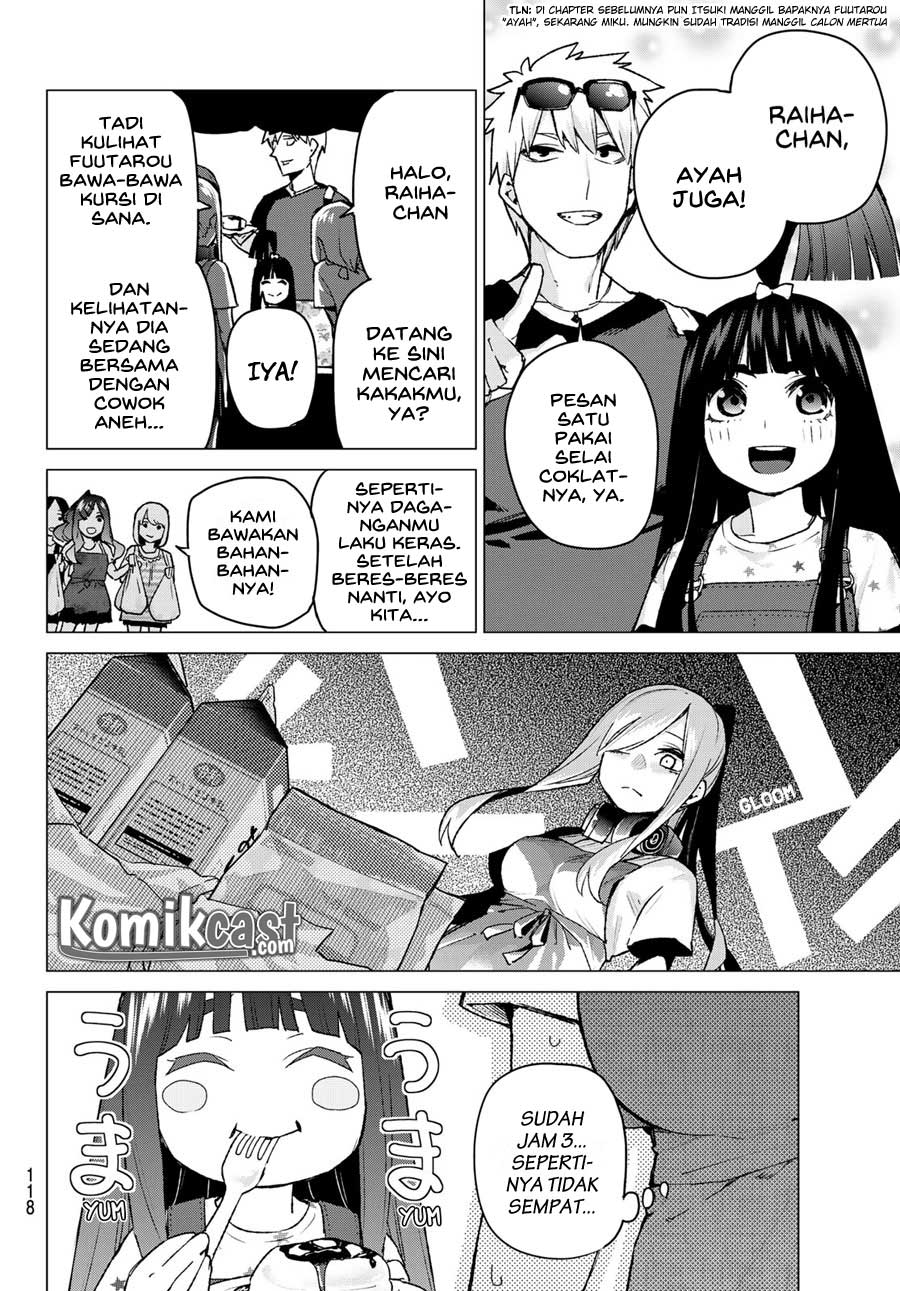 TLN: DI CHAPTER SEBELUMNYA PUN ITSUKI MANGGIL BAPAKNYA FUUTAROU
"AYAH", SEKARANG MIKU. MUNGKIN SUDAH TRADISI MANGGIL CALON MERTUA
RAIHA-
CHAN,
AYAH
JUGA!
PESAN
SATU
PAKAI
SELAI
COKLAT-
NYA, YA.
HALO,
RAIHA-
CHAN
DATANG
KE SINI
MENCARI
KAKAKMU,
YA?
IYA!
TADI
KULIHAT
FUUTAROU
BAWA-BAWA
KURSI DI
SANA.
DAN
KELIHATAN-
NYA DIA
SEDANG
BERSAMA
DENGAN
COWOK
ANEH...
SEPERTI-
NYA DAGA-
NGANMU
LAKU KERAS.
SETELAH
BERES-BERES
NANTI, AYO
KITA...
KAMI
BAWAKAN
BAHAN-
BAHAN-
NYA!
GLOOM
Komikcast
.com
SUDAH
JAM 3...
SEPERTI-
NYA TIDAK
SEMPAT...
うま
YUM
うま
YUM
118